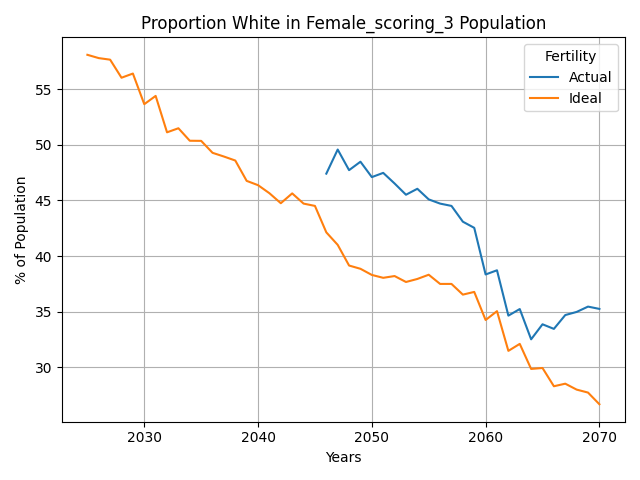 Proportion White in Female_scoring_3 Population
Fertility
Actual
Ideal
% of Population
55
50
45
40
35
30
2030 2040 2050 2060 2070
Years